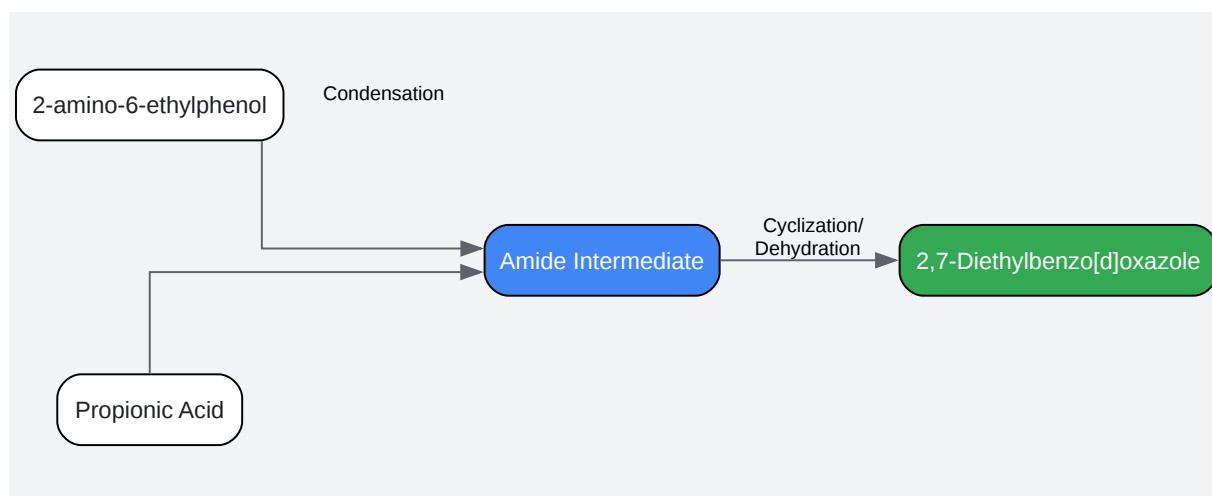 2-amino-6-ethylphenol
Condensation
Cyclization/
Dehydration
Amide Intermediate
2,7-Diethylbenzo[d]oxazole
Propionic Acid